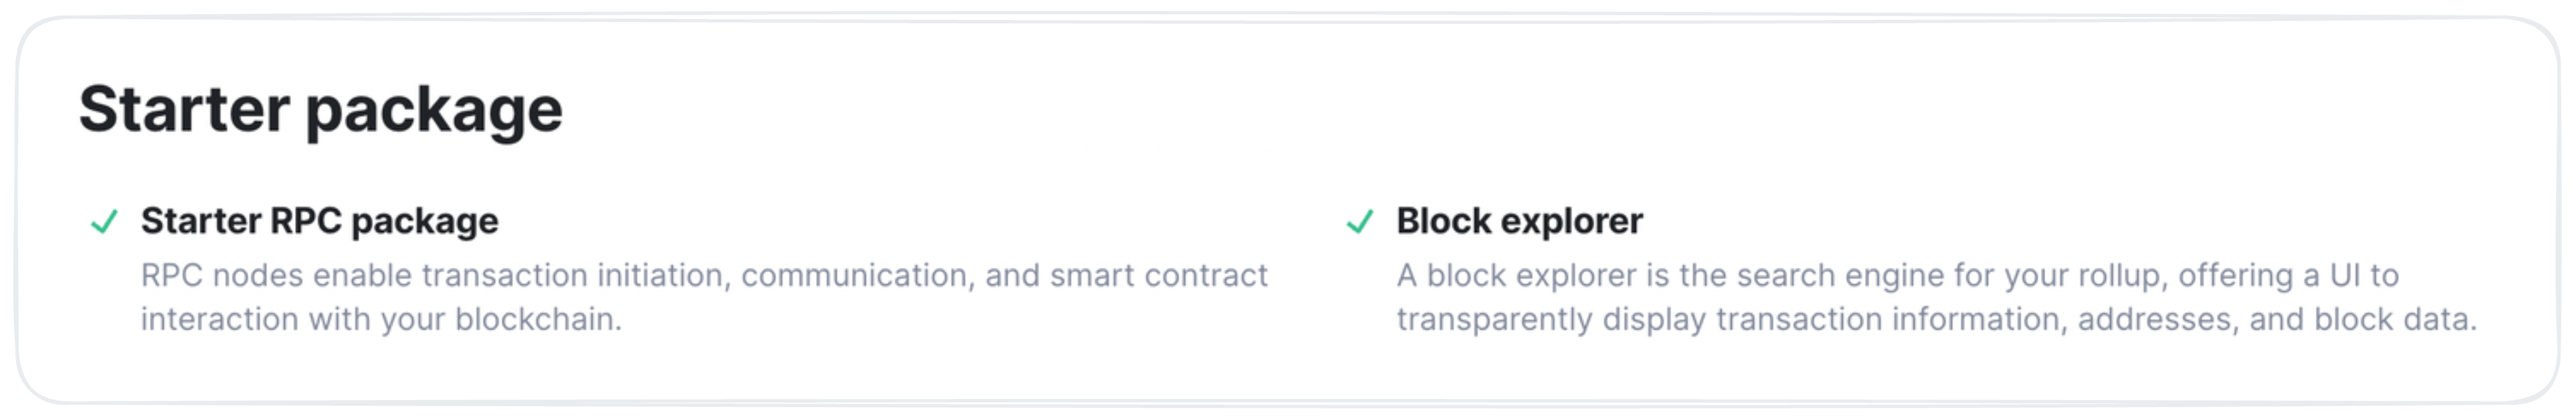 Starter package
Starter RPC package
RPC nodes enable transaction initiation, communication, and smart contract
interaction with your blockchain.
Block explorer
A block explorer is the search engine for your rollup, offering a UI to
transparently display transaction information, addresses, and block data.